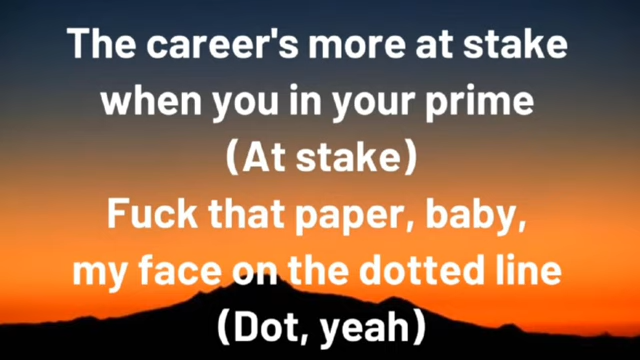 The career's more at stake
when you in your prime
(At stake)
Fuck that paper, baby,
my face on the dotted line
(Dot, yeah)